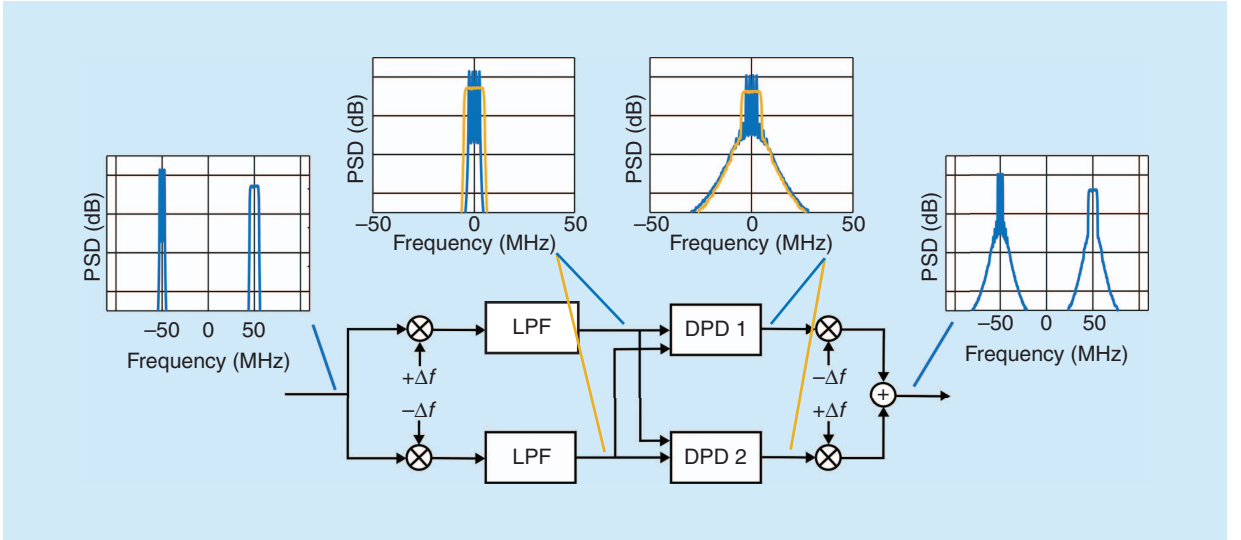 PSD (dB)
−50 0 50
Frequency (MHz)
PSD (dB)
−50 0 50
Frequency (MHz)
PSD (dB)
−50 0 50
Frequency (MHz)
PSD (dB)
−50 0 50
Frequency (MHz)
LPF
DPD 1
+Δf
−Δf
−Δf
+Δf
+
LPF
DPD 2